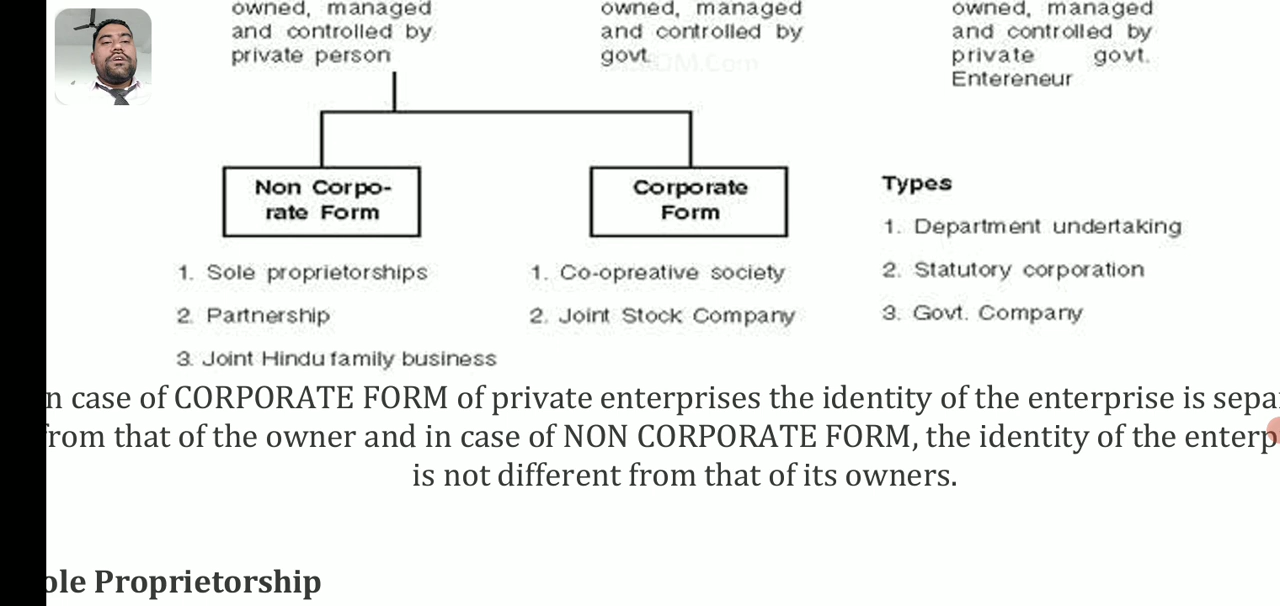 owned, managed
and controlled by
private person
owned, managed
and controlled by
govt
owned, managed
and controlled by
private govt.
Entereneur
Non Corpo-
rate Form
Corporate
Form
Types
1. Sole proprietorships
2. Partnership
3. Joint Hindu family business
1. Co-opreative society
2. Joint Stock Company
1. Department undertaking
2. Statutory corporation
3. Govt. Company
n case of CORPORATE FORM of private enterprises the identity of the enterprise is sepa
from that of the owner and in case of NON CORPORATE FORM, the identity of the enterp
is not different from that of its owners.
ole Proprietorship